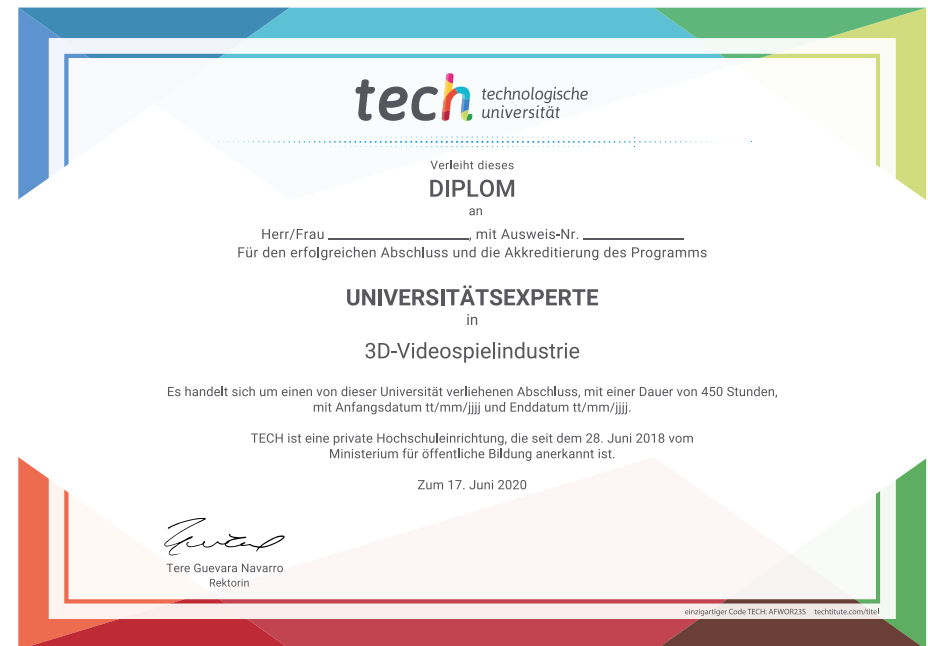 tech technologische
universität
Verleiht dieses
DIPLOM
an
Herr/Frau ____________, mit Ausweis-Nr. ____________
Für den erfolgreichen Abschluss und die Akkreditierung des Programms
UNIVERSITÄTSEXPERTE
in
3D-Videospielindustrie
Es handelt sich um einen von dieser Universität verliehenen Abschluss, mit einer Dauer von 450 Stunden,
mit Anfangsdatum tt/mm/jjjj und Enddatum tt/mm/jjjj.
TECH ist eine private Hochschuleinrichtung, die seit dem 28. Juni 2018 vom
Ministerium für öffentliche Bildung anerkannt ist.
Zum 17. Juni 2020
Tere Guevara Navarro
Rektorin
einzigartiger Code TECH: AFWOR23S techtitute.com/titel